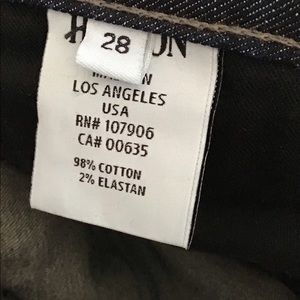 28
LOS ANGELES
USA
RN# 107906
CA# 00635
98% COTTON
2% ELASTAN